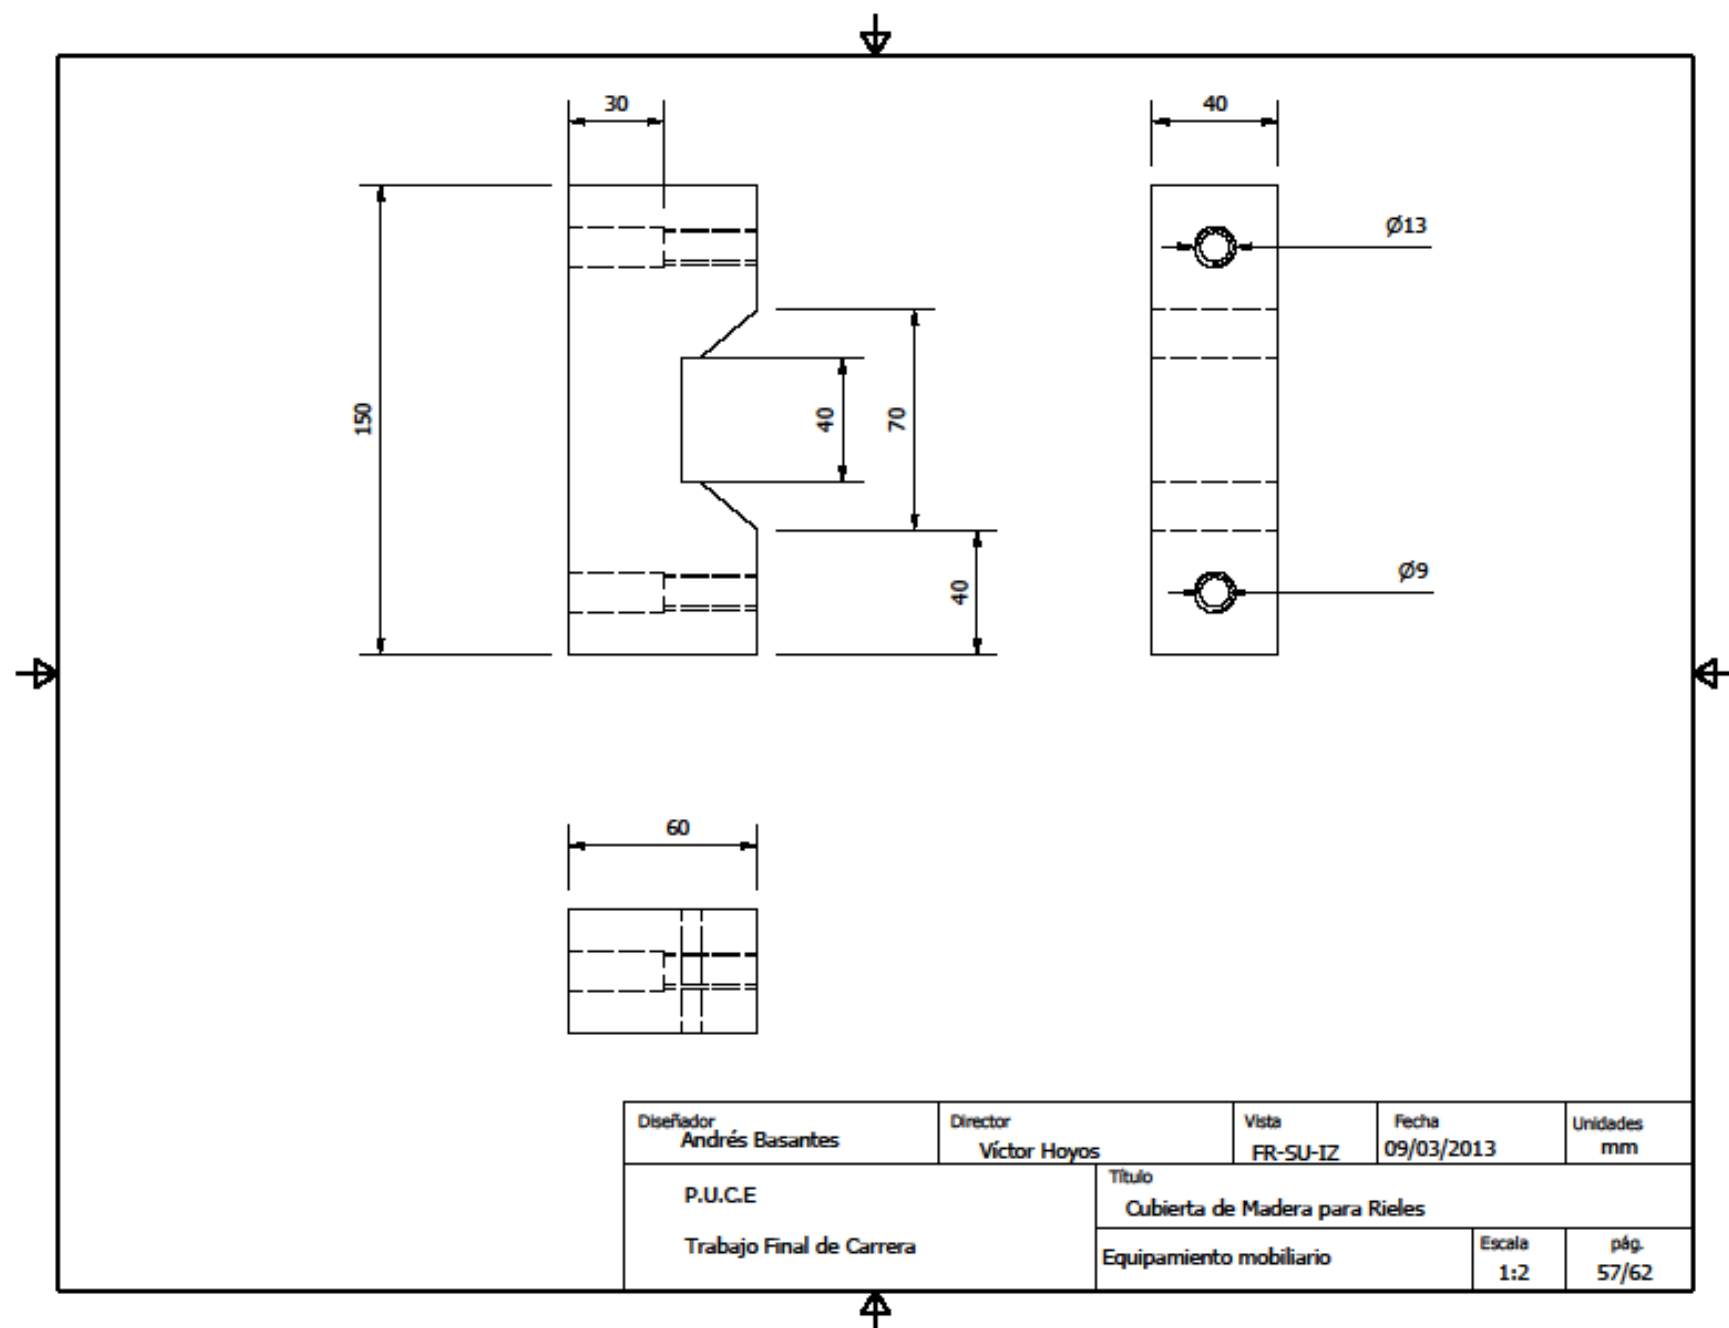 30
40
Ø13
150
40
70
40
Ø9
60
Diseñador
Andrés Basantes
Director
Víctor Hoyos
Vista
FR-SU-IZ
Fecha
09/03/2013
Unidades
mm
P.U.C.E
Trabajo Final de Carrera
Título
Cubierta de Madera para Rieles
Equipamiento mobiliario
Escala
1:2
pág.
57/62